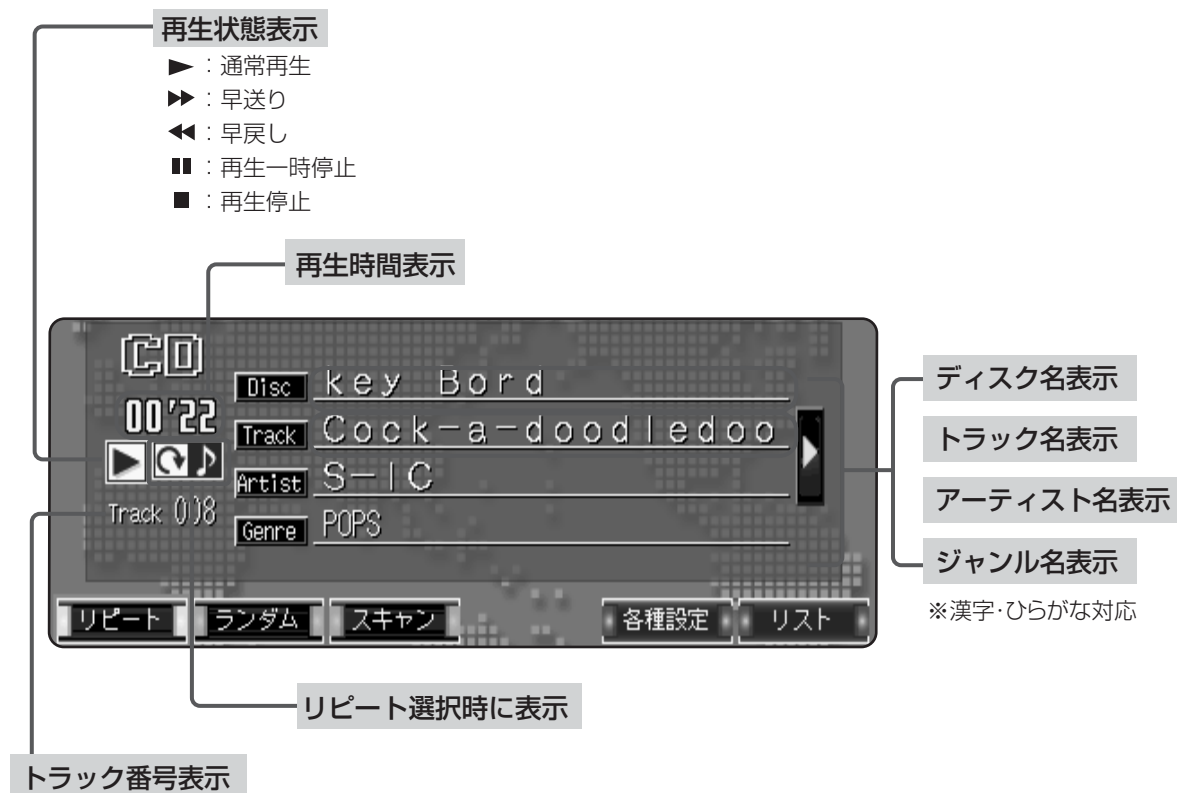 再生状態表示
▶：通常再生
▶▶：早送り
◀◀：早戻し
▮▮：再生一時停止
■：再生停止
再生時間表示
CD
00'22
Track 008
Disc key Bord
Track Cock-a-doodledoo
Artist S-IC
Genre POPS
リピート ランダム スキャン 各種設定 リスト
ディスク名表示
トラック名表示
アーティスト名表示
ジャンル名表示
※漢字･ひらがな対応
リピート選択時に表示
トラック番号表示